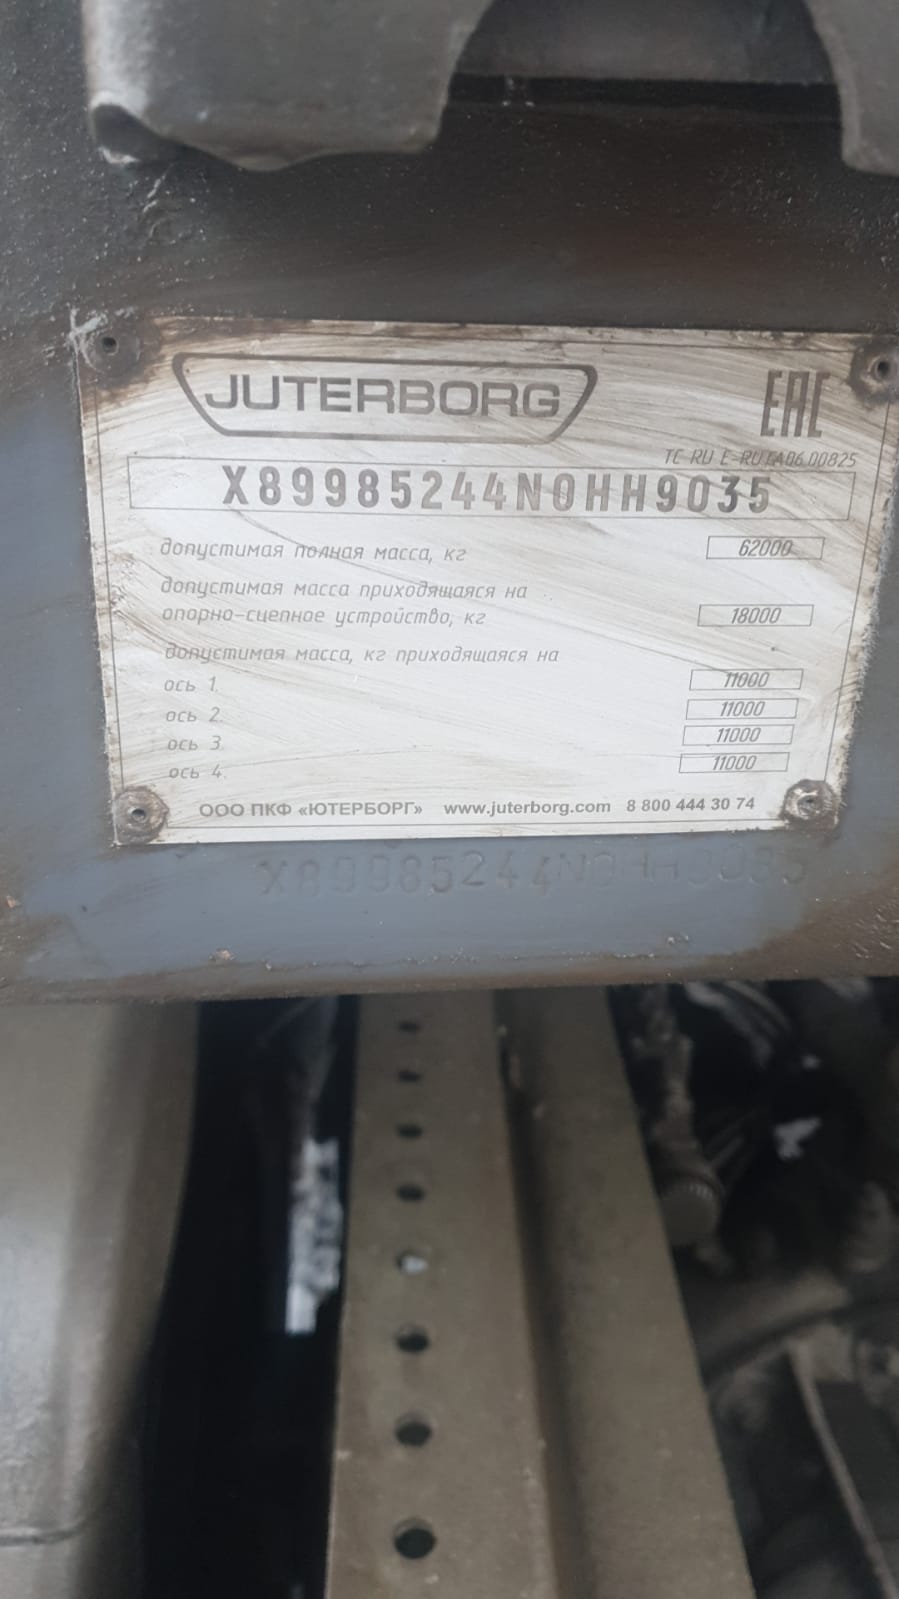 JUTERBORG
EAC
TC RU E-RU.ГА06.00825
X89985244N0HH9035
допустимая полная масса, кг 62000
допустимая масса приходящаяся на
опорно-сцепное устройство, кг 18000
допустимая масса, кг приходящаяся на
ось 1. 11000
ось 2. 11000
ось 3. 11000
ось 4. 11000
ООО ПКФ «ЮТЕРБОРГ» www.juterborg.com 8 800 444 30 74
X89985244N0HH9035